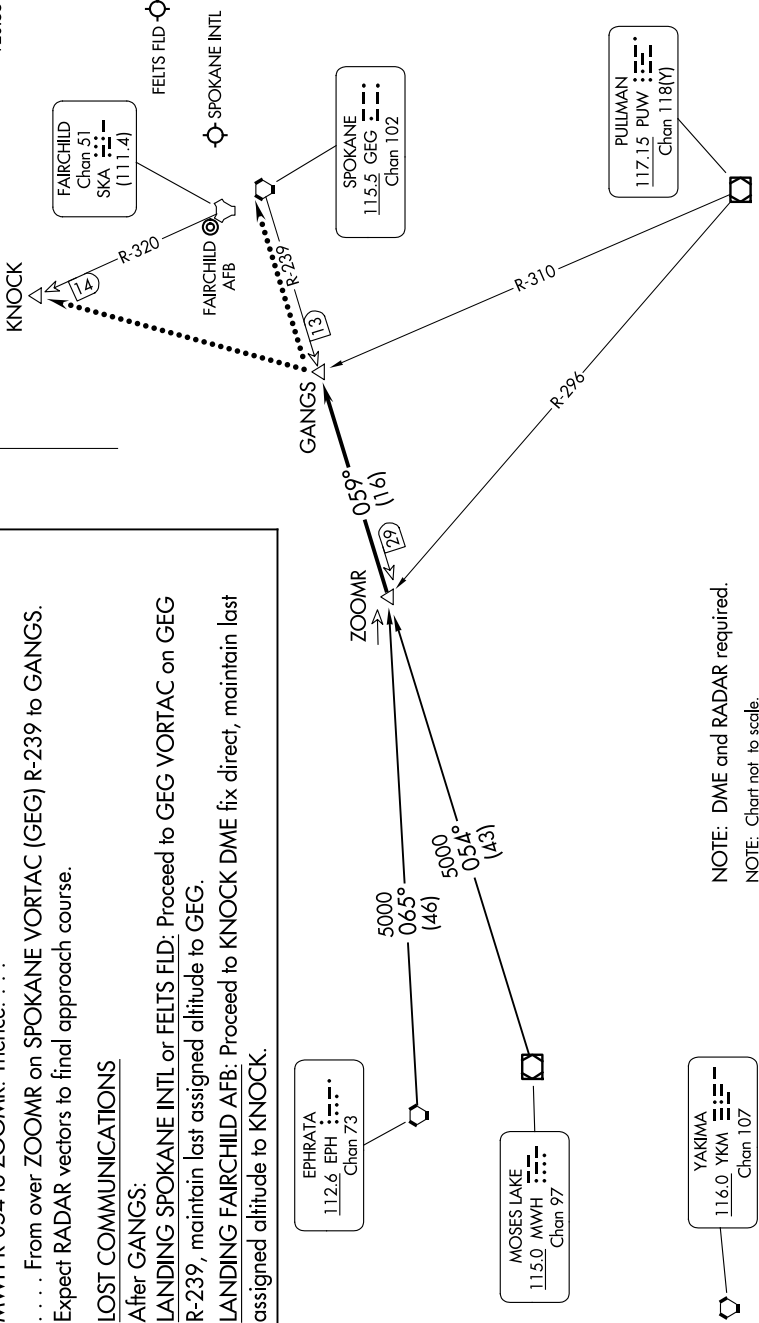 MWH R-054 to ZOOMR. Thence. . . .
. . . . From over ZOOMR on SPOKANE VORTAC (GEG) R-239 to GANGS.
Expect RADAR vectors to final approach course.
LOST COMMUNICATIONS
After GANGS:
LANDING SPOKANE INTL or FELTS FLD: Proceed to GEG VORTAC on GEG
R-239, maintain last assigned altitude to GEG.
LANDING FAIRCHILD AFB: Proceed to KNOCK DME fix direct, maintain last
assigned altitude to KNOCK.
KNOCK
14
R-320
FAIRCHILD
Chan 51
SKA
(111.4)
FELTS FLD
SPOKANE INTL
FAIRCHILD
AFB
SPOKANE
115.5 GEG
Chan 102
R-239
13
GANGS
059°
(16)
29
ZOOMR
R-310
R-296
PULLMAN
117.15 PUW
Chan 118(Y)
5000
065°
(46)
5000
054°
(43)
EPHRATA
112.6 EPH
Chan 73
MOSES LAKE
115.0 MWH
Chan 97
YAKIMA
116.0 YKM
Chan 107
NOTE: DME and RADAR required.
NOTE: Chart not to scale.